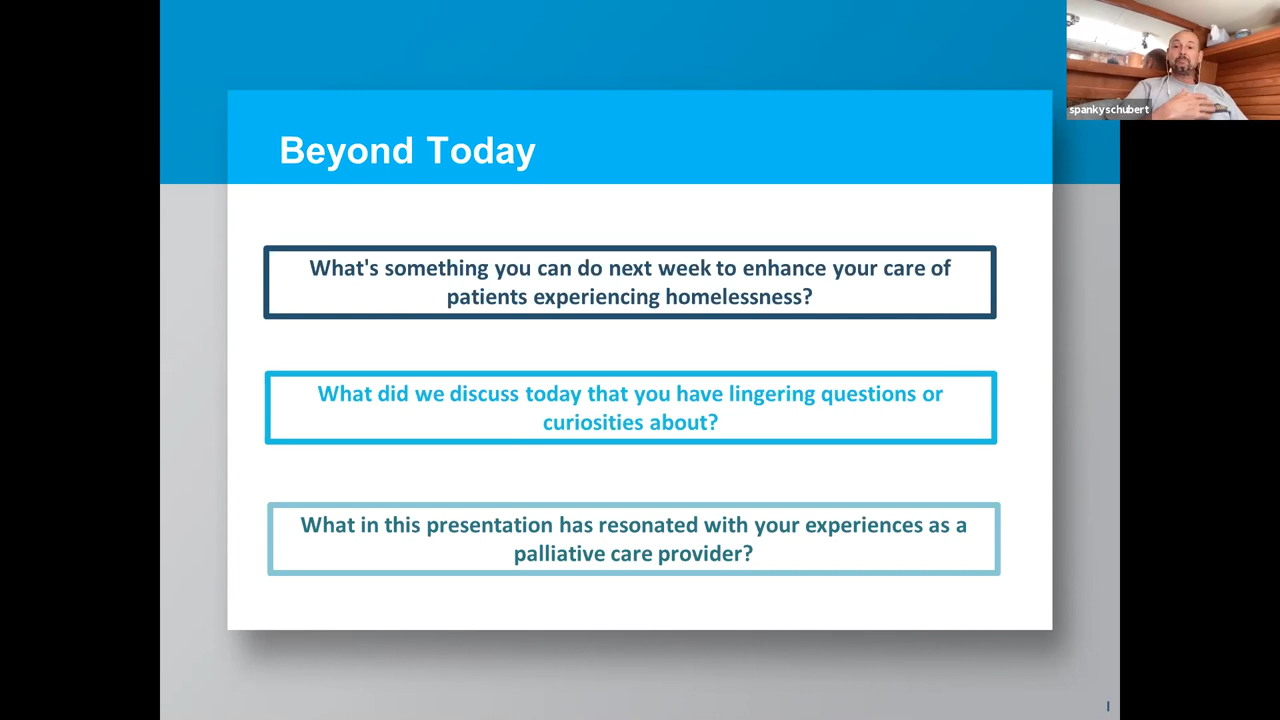 spankyschubert
Beyond Today
What's something you can do next week to enhance your care of
patients experiencing homelessness?
What did we discuss today that you have lingering questions or
curiosities about?
What in this presentation has resonated with your experiences as a
palliative care provider?